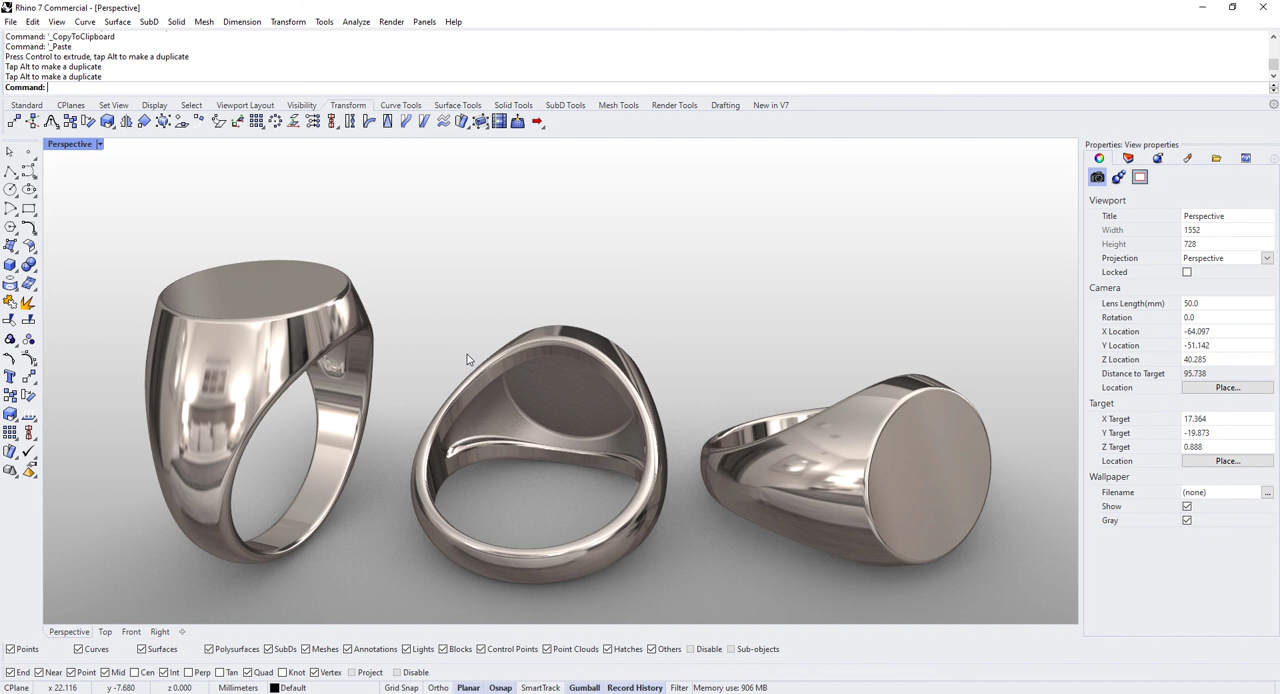 Rhino 7 Commercial - [Perspective]
File Edit View Curve Surface SubD Solid Mesh Dimension Transform Tools Analyze Render Panels Help
Command: '_CopyToClipboard
Command: '_Paste
Press Control to extrude, tap Alt to make a duplicate
Tap Alt to make a duplicate
Tap Alt to make a duplicate
Command:
Standard CPlanes Set View Display Select Viewport Layout Visibility Transform Curve Tools Surface Tools Solid Tools SubD Tools Mesh Tools Render Tools Drafting New in V7
Perspective
Properties: View properties
Viewport
Title Perspective
Width 1552
Height 728
Projection Perspective
Locked
Camera
Lens Length(mm) 50.0
Rotation 0.0
X Location -64.097
Y Location -51.142
Z Location 40.285
Distance to Target 95.738
Location Place...
Target
X Target 17.364
Y Target -19.873
Z Target 0.888
Location Place...
Wallpaper
Filename (none) ...
Show
Gray
Perspective Top Front Right
Points Curves Surfaces Polysurfaces SubDs Meshes Annotations Lights Blocks Control Points Point Clouds Hatches Others Disable Sub-objects
End Near Point Mid Cen Int Perp Tan Quad Knot Vertex Project Disable
CPlane x 22.116 y -7.680 z 0.000 Millimeters Default Grid Snap Ortho Planar Osnap SmartTrack Gumball Record History Filter Memory use: 906 MB